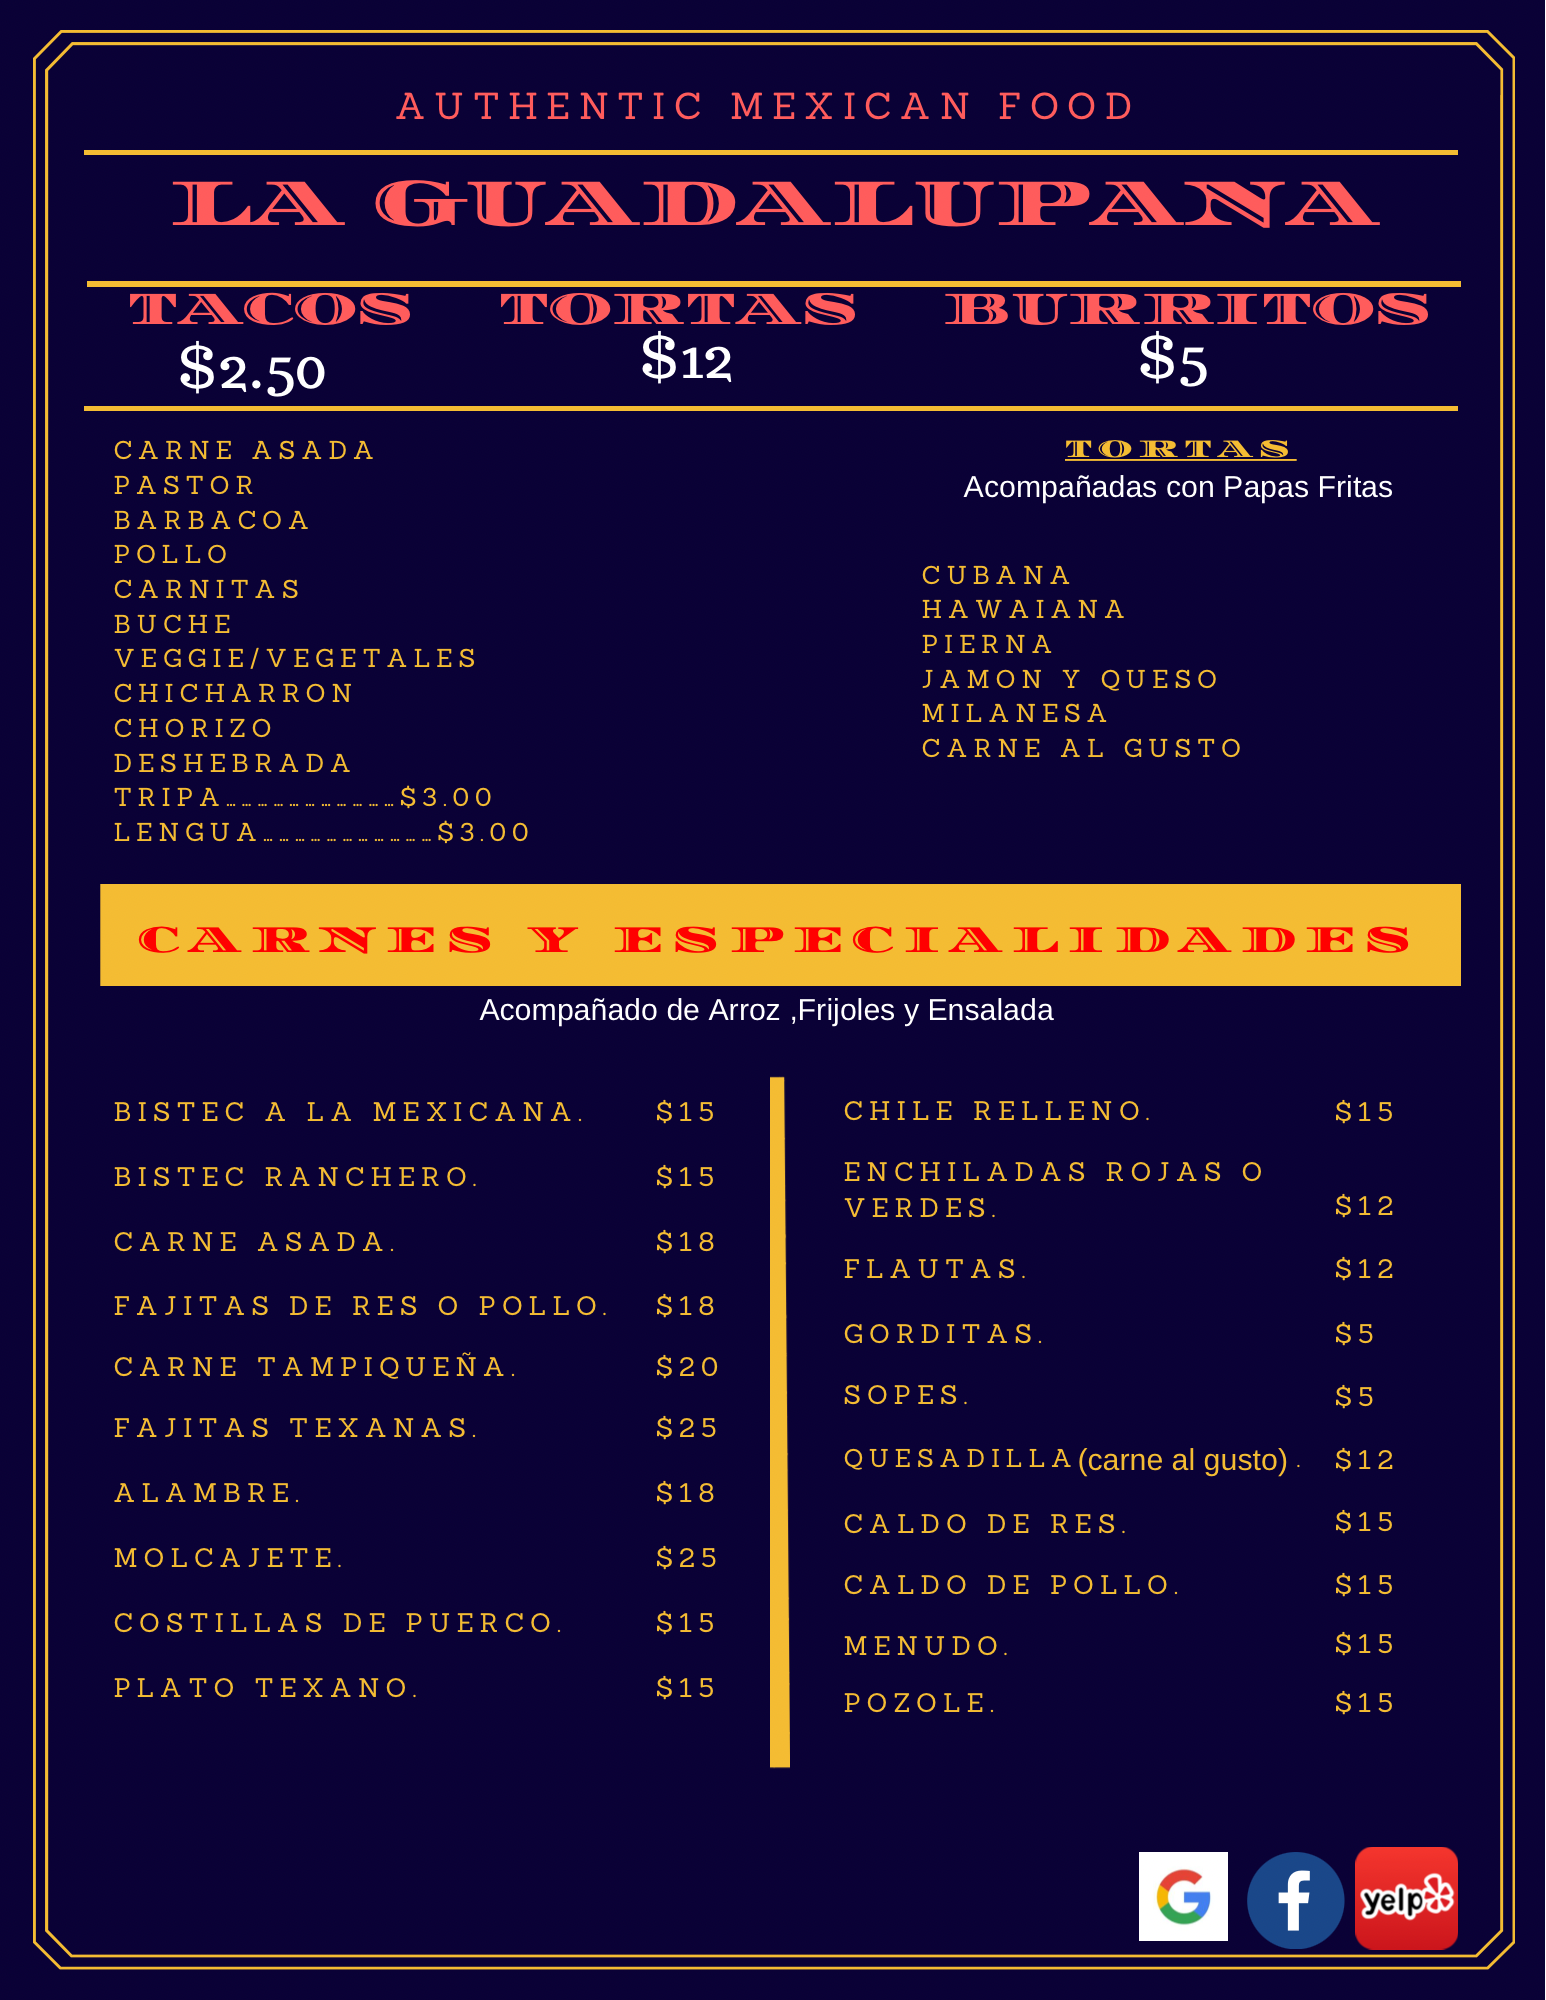 AUTHENTIC MEXICAN FOOD
LA GUADALUPANA
TACOS
$2.50
TORTAS
$12
BURRITOS
$5
CARNE ASADA
PASTOR
BARBACOA
POLLO
CARNITAS
BUCHE
VEGGIE/VEGETALES
CHICHARRON
CHORIZO
DESHEBRADA
TRIPA………………………………$3.00
LENGUA………………………………$3.00
TORTAS
Acompañadas con Papas Fritas
CUBANA
HAWAIANA
PIERNA
JAMON Y QUESO
MILANESA
CARNE AL GUSTO
CARNES Y ESPECIALIDADES
Acompañado de Arroz ,Frijoles y Ensalada
BISTEC A LA MEXICANA. $15
BISTEC RANCHERO. $15
CARNE ASADA. $18
FAJITAS DE RES O POLLO. $18
CARNE TAMPIQUEÑA. $20
FAJITAS TEXANAS. $25
ALAMBRE. $18
MOLCAJETE. $25
COSTILLAS DE PUERCO. $15
PLATO TEXANO. $15
CHILE RELLENO. $15
ENCHILADAS ROJAS O
VERDES. $12
FLAUTAS. $12
GORDITAS. $5
SOPES. $5
QUESADILLA(carne al gusto) . $12
CALDO DE RES. $15
CALDO DE POLLO. $15
MENUDO. $15
POZOLE. $15
G f yelp